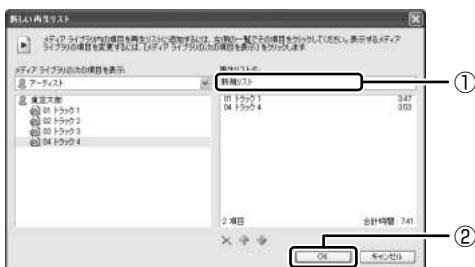 新しい再生リスト
メディア ライブラリ内の項目を再生リストに追加するには、左側の一覧でその項目をクリックしてください。表示するメディア
ライブラリの項目を変更するには、[メディア ライブラリの次の項目を表示] をクリックします。
メディア ライブラリの次の項目を表示
再生リスト名
アーティスト
新規リスト
①
東芝太郎
01 トラック 1
02 トラック 2
03 トラック 3
04 トラック 4
01 トラック 1 3:47
04 トラック 4 3:53
2 項目 合計時間: 7:41
②
OK キャンセル